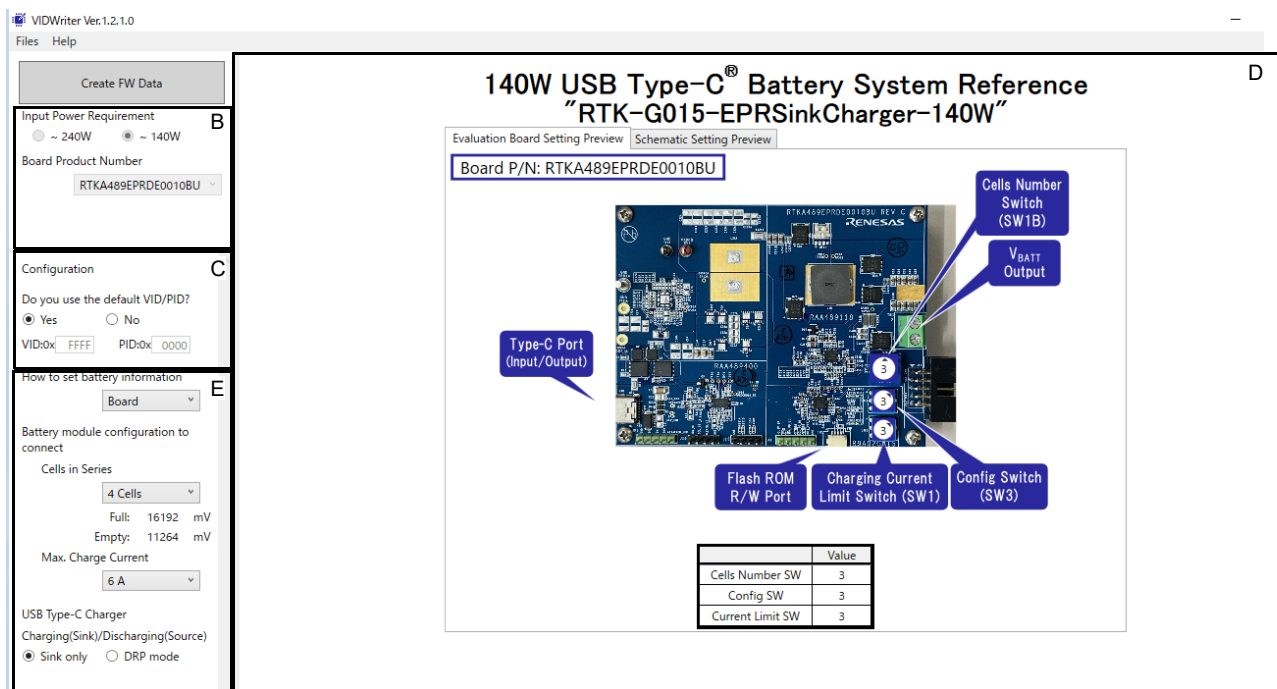 VIDWriter Ver.1.2.1.0
Files Help
Create FW Data
B
Input Power Requirement
~ 240W ~ 140W
Board Product Number
RTKA489EPRDE0010BU
C
Configuration
Do you use the default VID/PID?
Yes No
VID:0x FFFF PID:0x 0000
E
How to set battery information
Board
Battery module configuration to
connect
Cells in Series
4 Cells
Full: 16192 mV
Empty: 11264 mV
Max. Charge Current
6 A
USB Type-C Charger
Charging(Sink)/Discharging(Source)
Sink only DRP mode
D
140W USB Type-C® Battery System Reference
"RTK-G015-EPRSinkCharger-140W"
Evaluation Board Setting Preview Schematic Setting Preview
Board P/N: RTKA489EPRDE0010BU
Cells Number
Switch
(SW1B)
VBATT
Output
RTKA489EPRDE0010BU REV C
RENESAS
RAA489110
RAA489400
Type-C Port
(Input/Output)
3
3
3
Flash ROM
R/W Port
Charging Current
Limit Switch (SW1)
Config Switch
(SW3)
Value
Cells Number SW 3
Config SW 3
Current Limit SW 3